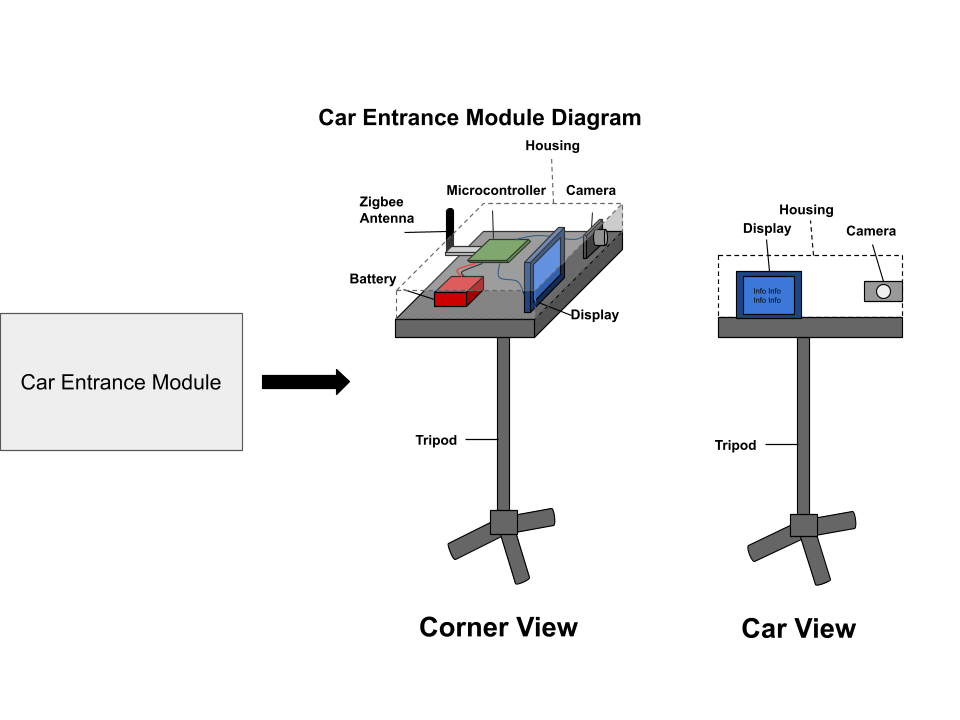 Car Entrance Module Diagram
Housing
Microcontroller
Camera
Zigbee
Antenna
Battery
Display
Tripod
Corner View
Car Entrance Module
Housing
Display
Camera
Info Info
Info Info
Tripod
Car View